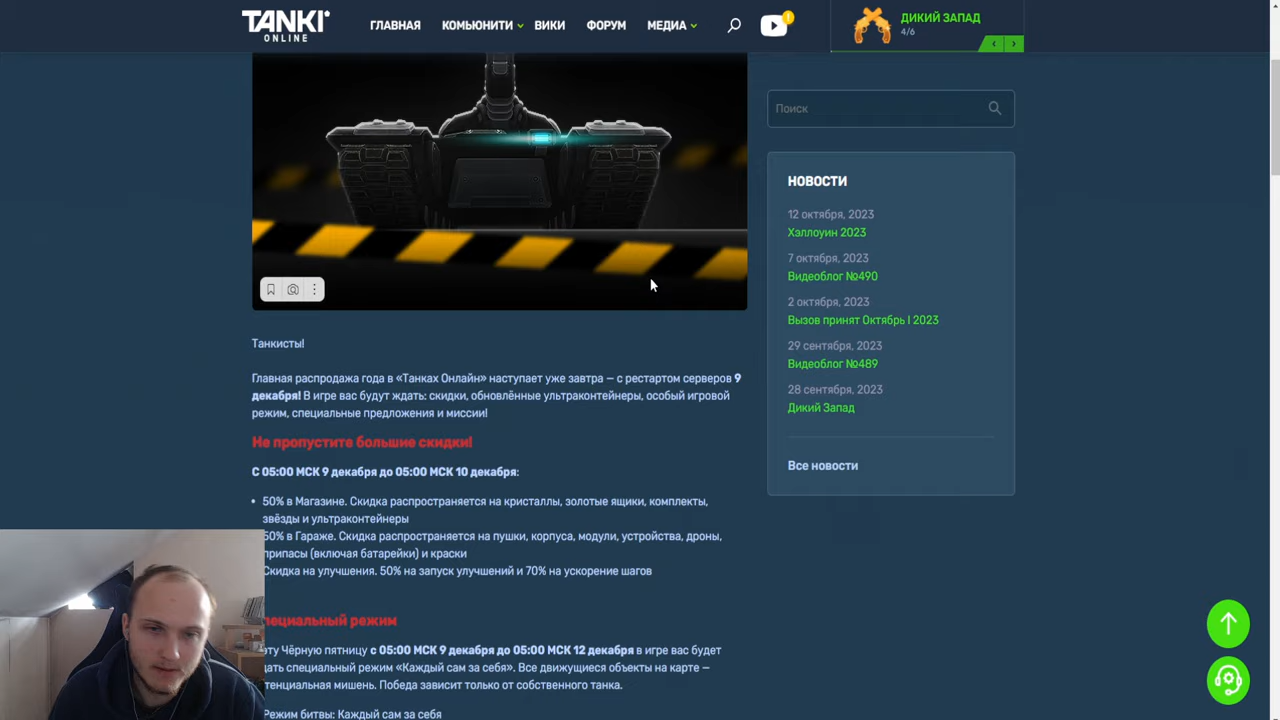 TANKI
ONLINE
ГЛАВНАЯ
КОМЬЮНИТИ
ВИКИ
ФОРУМ
МЕДИА
ДИКИЙ ЗАПАД
4/6
Танкисты!
Главная распродажа года в «Танках Онлайн» наступает уже завтра — с рестартом серверов 9
декабря! В игре вас будут ждать: скидки, обновлённые ультраконтейнеры, особый игровой
режим, специальные предложения и миссии!
Не пропустите большие скидки!
С 05:00 МСК 9 декабря до 05:00 МСК 10 декабря:
• 50% в Магазине. Скидка распространяется на кристаллы, золотые ящики, комплекты,
звёзды и ультраконтейнеры
50% в Гараже. Скидка распространяется на пушки, корпуса, модули, устройства, дроны,
припасы (включая батарейки) и краски
Скидка на улучшения. 50% на запуск улучшений и 70% на ускорение шагов
пециальный режим
эту Чёрную пятницу с 05:00 МСК 9 декабря до 05:00 МСК 12 декабря в игре вас будет
дать специальный режим «Каждый сам за себя». Все движущиеся объекты на карте —
тенциальная мишень. Победа зависит только от собственного танка.
Режим битвы: Каждый сам за себя
Поиск
НОВОСТИ
12 октября, 2023
Хэллоуин 2023
7 октября, 2023
Видеоблог №490
2 октября, 2023
Вызов принят Октябрь I 2023
29 сентября, 2023
Видеоблог №489
28 сентября, 2023
Дикий Запад
Все новости